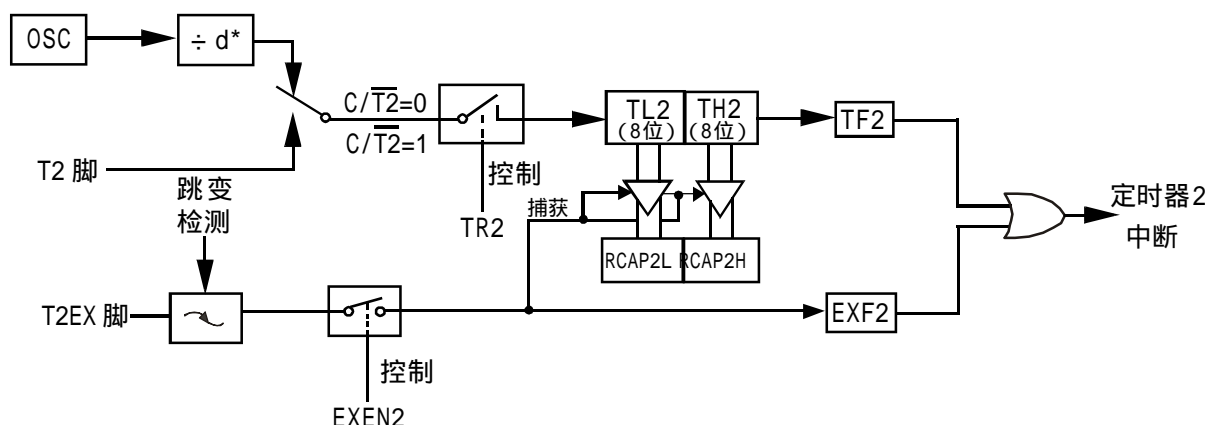 OSC
÷ d*
C/T2=0
C/T2=1
T2 脚
控制
TR2
TL2
(8位)
TH2
(8位)
TF2
跳变
检测
捕获
RCAP2L
RCAP2H
定时器2
中断
T2EX 脚
EXF2
控制
EXEN2